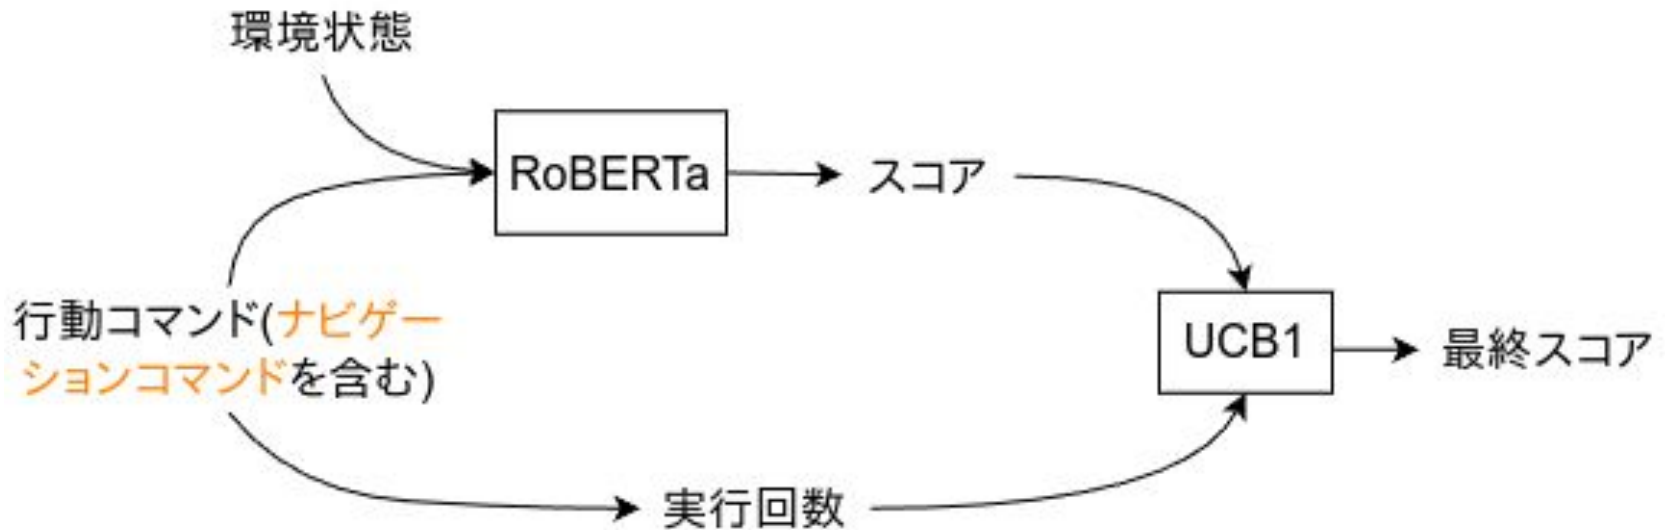 環境状態
RoBERTa
スコア
行動コマンド(ナビゲー
ションコマンドを含む)
UCB1
最終スコア
実行回数